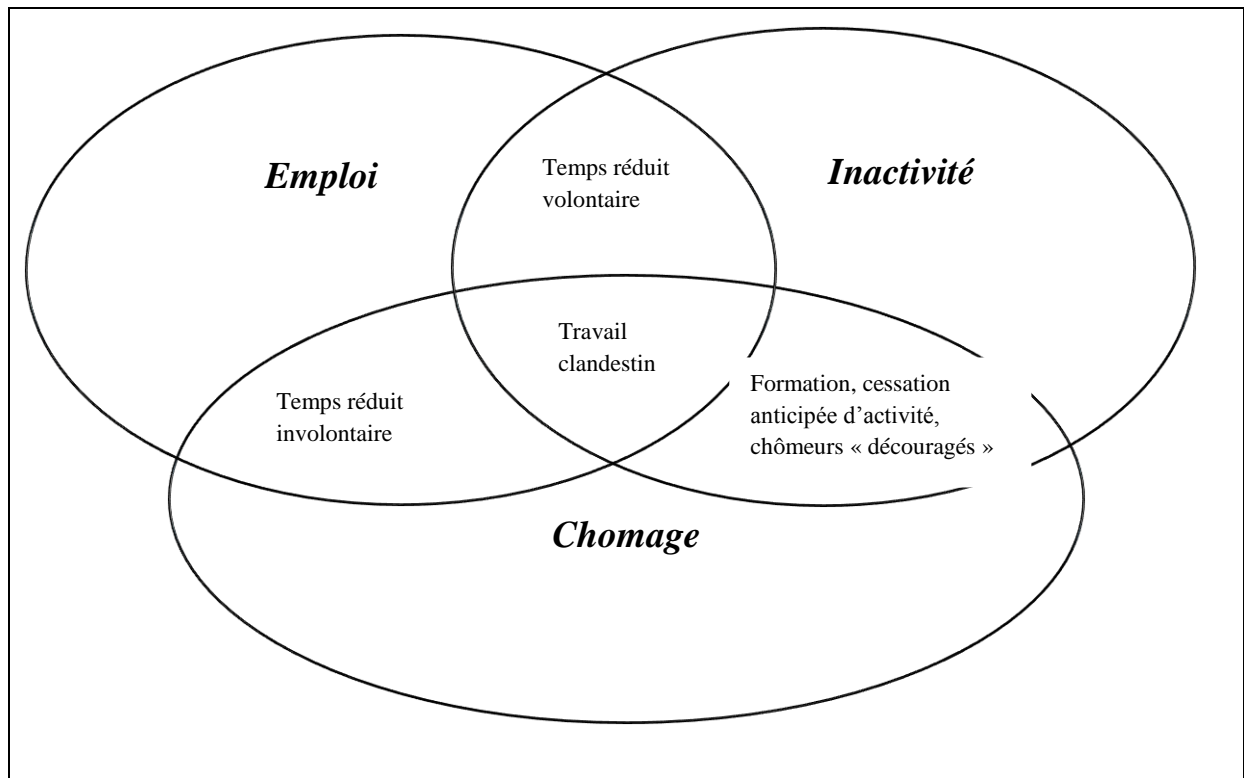 Emploi
Inactivité
Temps réduit
volontaire
Travail
clandestin
Temps réduit
involontaire
Formation, cessation
anticipée d’activité,
chômeurs « découragés »
Chomage